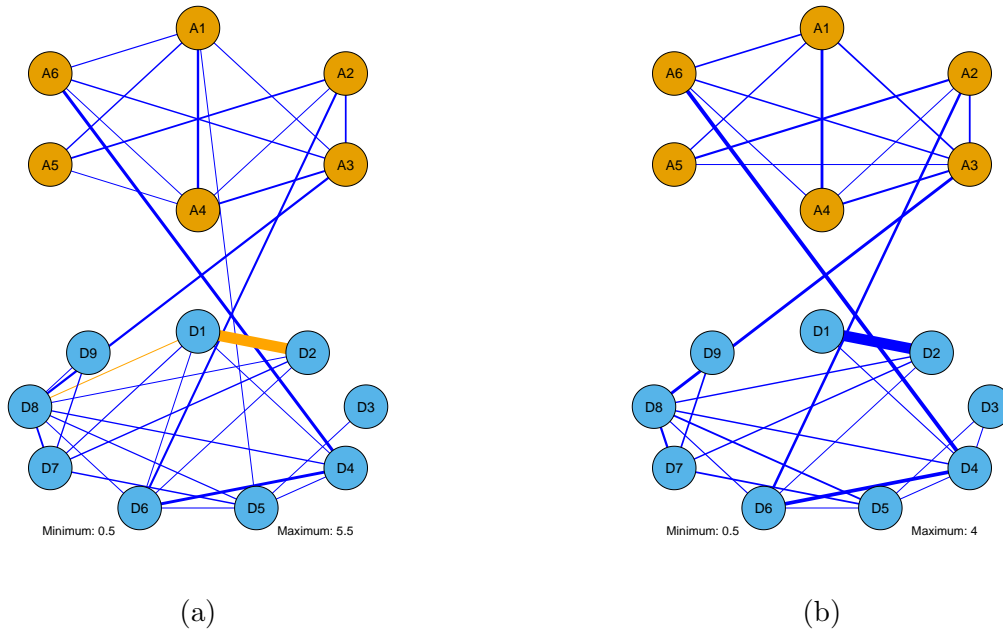 A1
A6
A2
A5
A3
A4
D1
D9
D2
D8
D3
D7
D4
D6
D5
Minimum: 0.5
Maximum: 5.5
(a)
A1
A6
A2
A5
A3
A4
D1
D9
D2
D8
D3
D7
D4
D6
D5
Minimum: 0.5
Maximum: 4
(b)